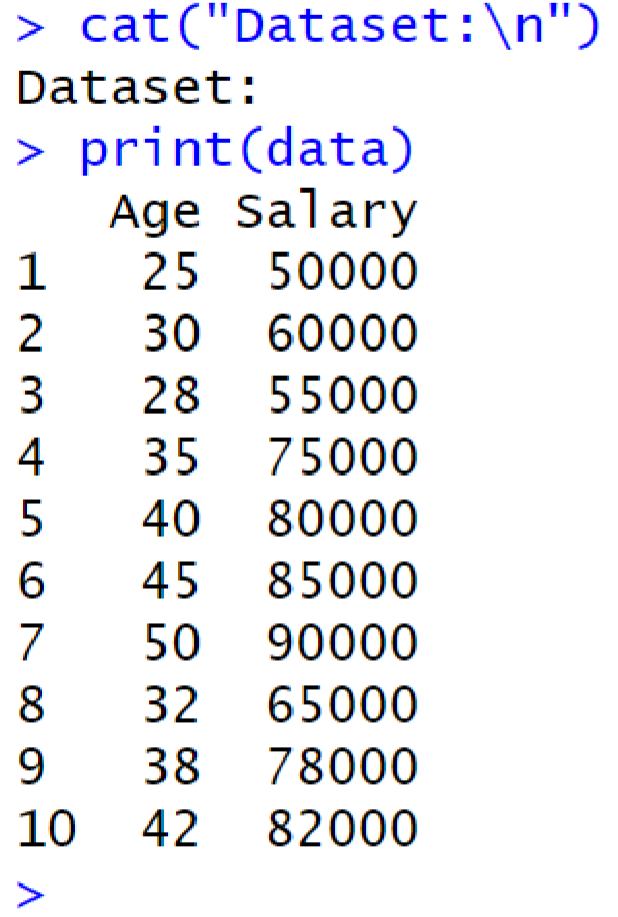 > cat("Dataset:\n")
Dataset:
> print(data)
   Age Salary
1   25  50000
2   30  60000
3   28  55000
4   35  75000
5   40  80000
6   45  85000
7   50  90000
8   32  65000
9   38  78000
10  42  82000
>